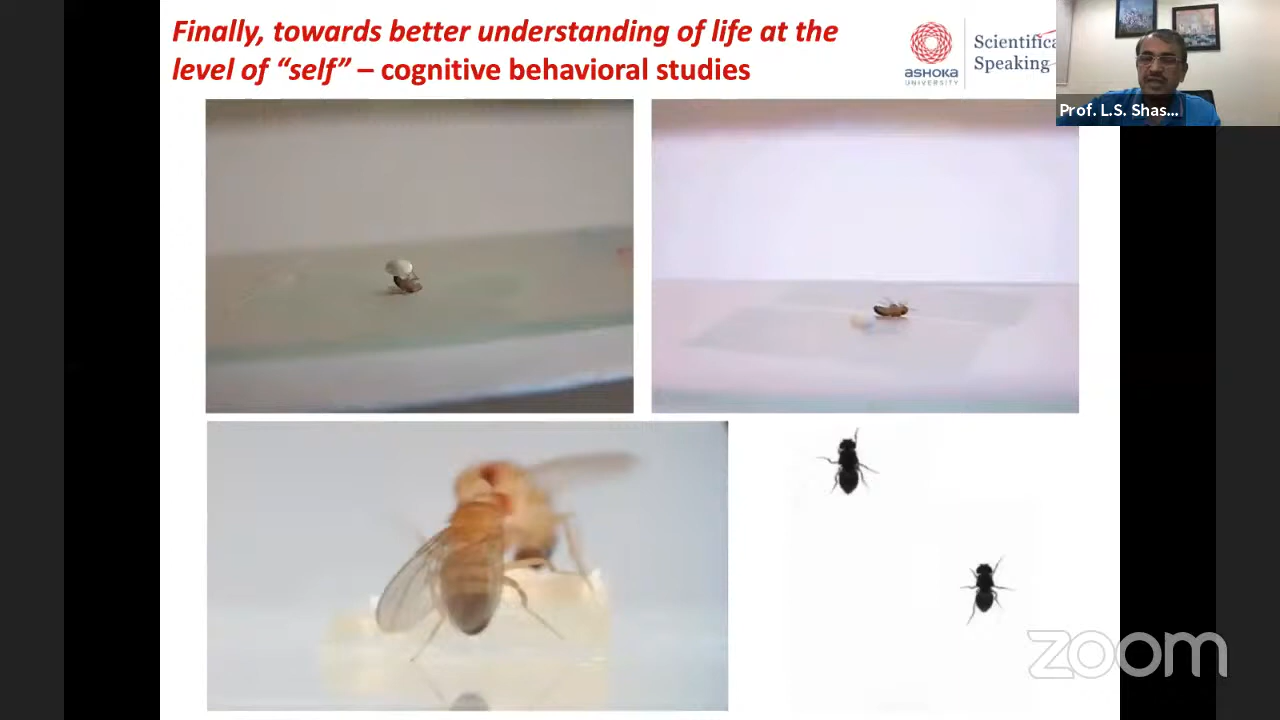 Finally, towards better understanding of life at the
level of “self” – cognitive behavioral studies
ASHOKA
UNIVERSITY
Speaking
Prof. L.S. Shas...
zoom